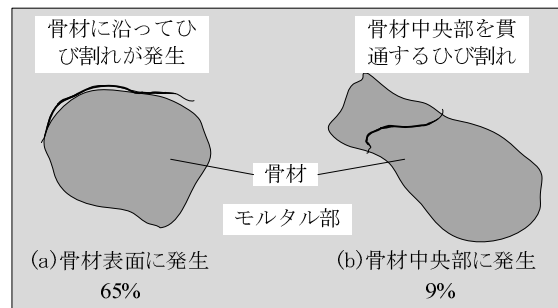 骨材に沿ってひ
び割れが発生
骨材中央部を貫
通するひび割れ
骨材
モルタル部
(a)骨材表面に発生
65%
(b)骨材中央部に発生
9%